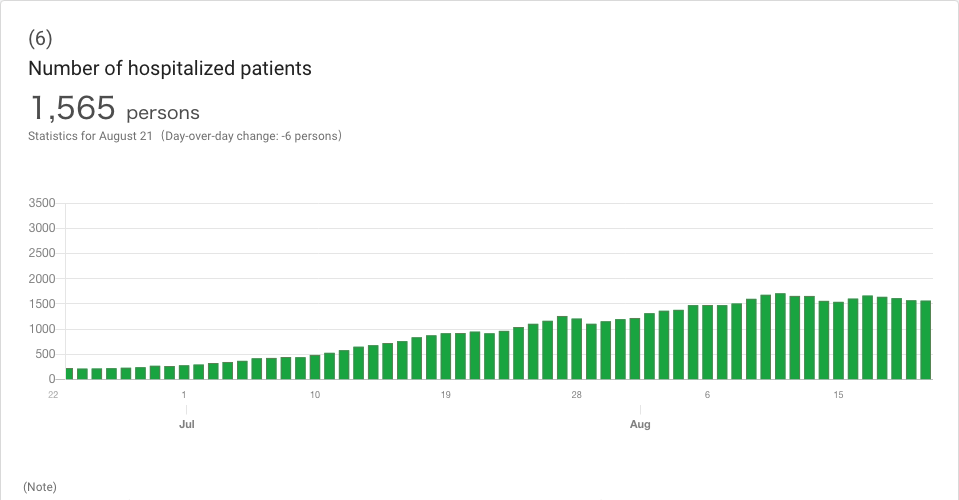 (6)
Number of hospitalized patients
1,565 persons
Statistics for August 21 (Day-over-day change: -6 persons)
3500
3000
2500
2000
1500
1000
500
0
22 1 10 19 28 6 15
Jul Aug
(Note)